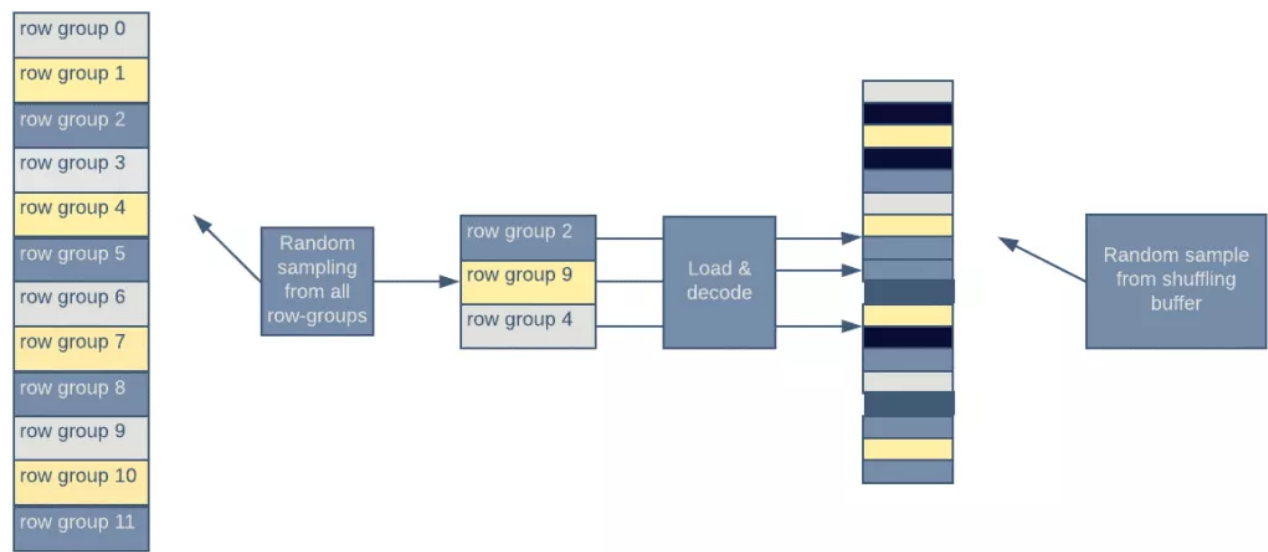 row group 0
row group 1
row group 2
row group 3
row group 4
row group 5
row group 6
row group 7
row group 8
row group 9
row group 10
row group 11
Random
sampling
from all
row-groups
row group 2
row group 9
row group 4
Load &
decode
Random sample
from shuffling
buffer